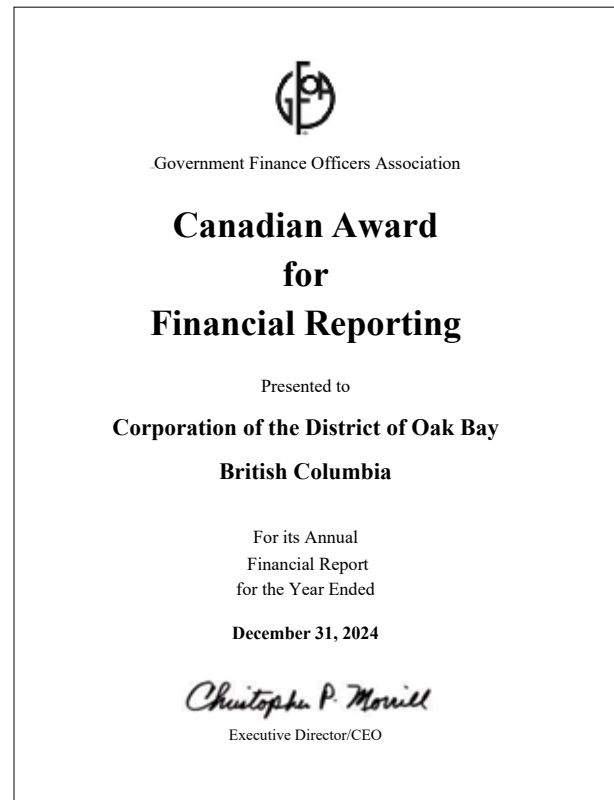 GFOA
Government Finance Officers Association
Canadian Award
for
Financial Reporting
Presented to
Corporation of the District of Oak Bay
British Columbia
For its Annual
Financial Report
for the Year Ended
December 31, 2024
Christopher P. Morrill
Executive Director/CEO